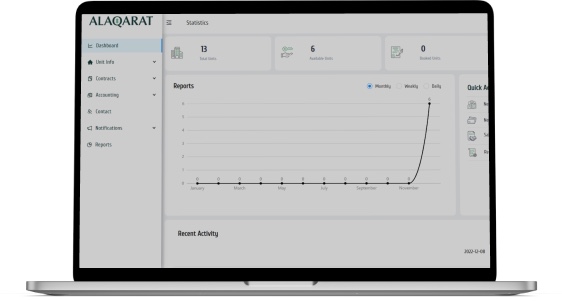 ALAQARAT
Statistics
Dashboard
Unit Info
Contracts
Accounting
Contact
Notifications
Reports
13
Total Units
6
Available Units
0
Rented Units
Reports
Monthly
Weekly
Daily
Quick Ac
6
5
4
3
2
1
0
0 0 0 0 0 0 0 0 0 0 0 6
January March May July September November
Recent Activity
2022-12-08